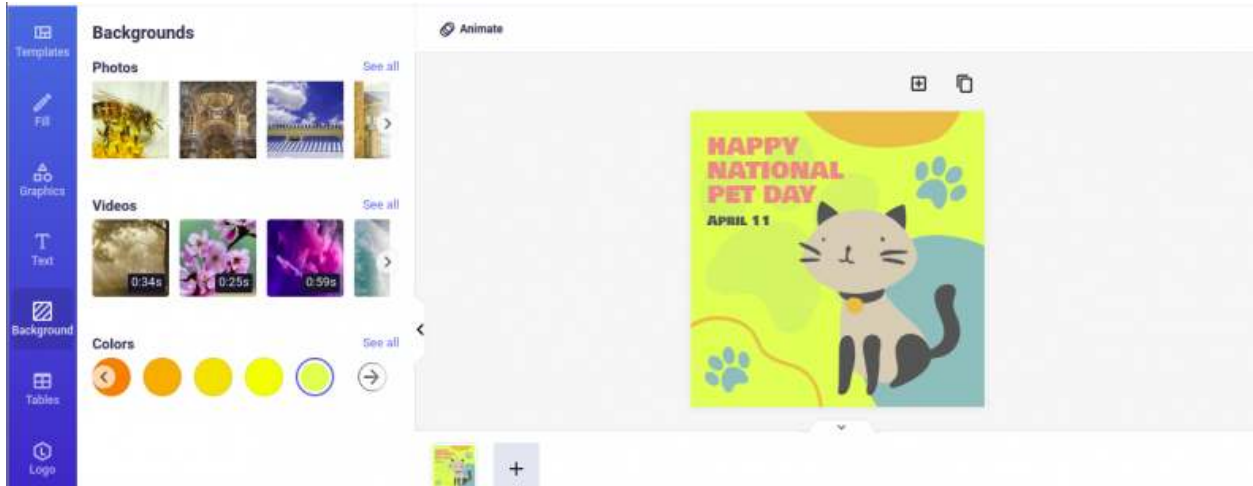 Templates
Fill
Graphics
Text
Background
Tables
Logo
Backgrounds
Photos
See all
Videos
See all
0:34s
0:25s
0:59s
Colors
See all
Animate
HAPPY
NATIONAL
PET DAY
APRIL 11